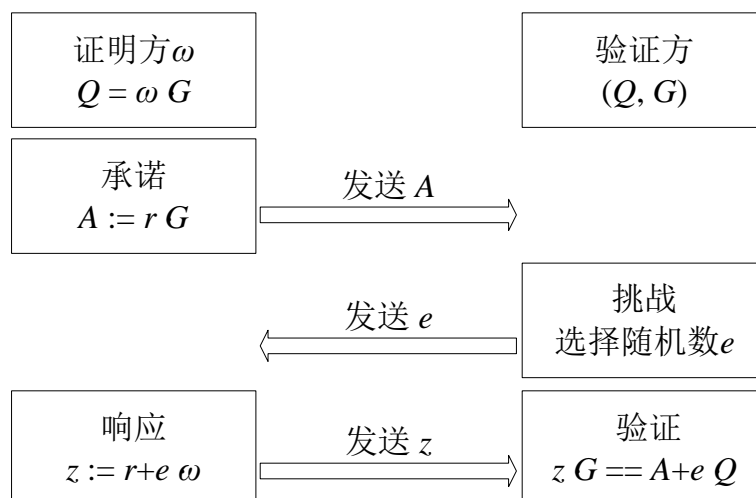 证明方ω
Q = ω G
验证方
(Q, G)
承诺
A := r G
发送 A
发送 e
挑战
选择随机数e
响应
z := r+e ω
发送 z
验证
z G == A+e Q